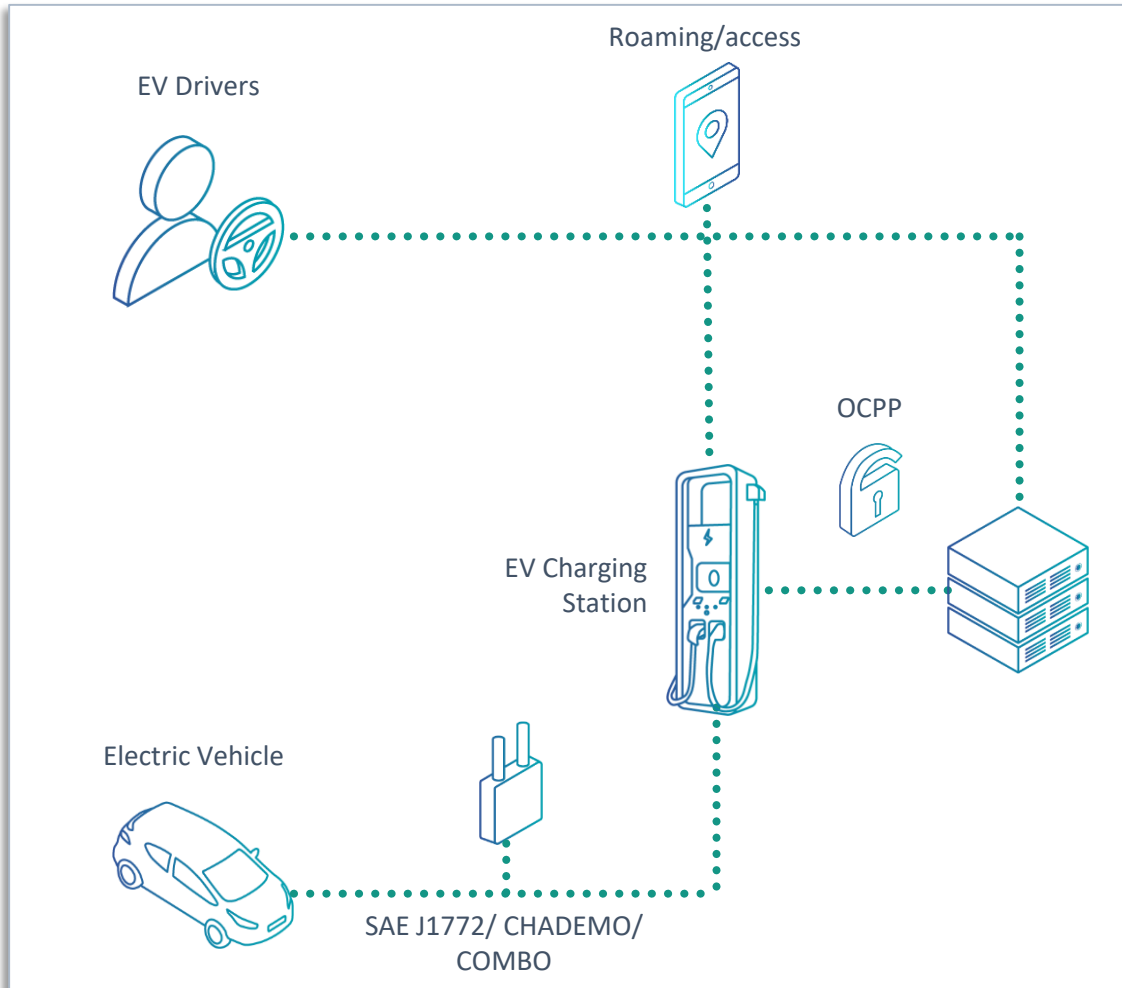 Roaming/access
EV Drivers
OCPP
EV Charging
Station
Electric Vehicle
SAE J1772/ CHADEMO/
COMBO